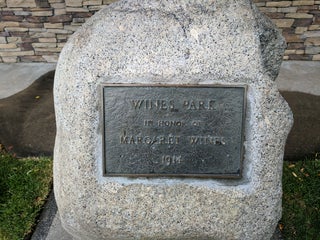 WINES PARK
IN HONOR OF
MARGARET WINES
1914